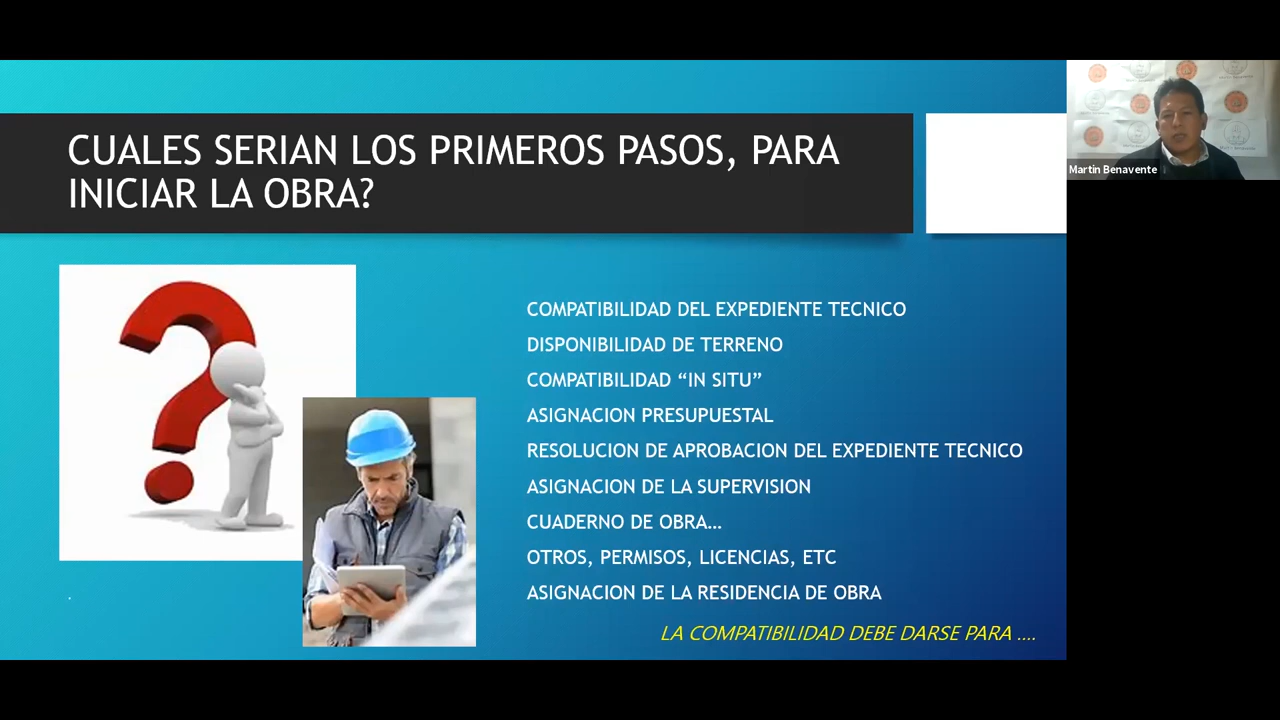 CUALES SERIAN LOS PRIMEROS PASOS, PARA
INICIAR LA OBRA?
Martin Benavente
COMPATIBILIDAD DEL EXPEDIENTE TECNICO
DISPONIBILIDAD DE TERRENO
COMPATIBILIDAD “IN SITU”
ASIGNACION PRESUPUESTAL
RESOLUCION DE APROBACION DEL EXPEDIENTE TECNICO
ASIGNACION DE LA SUPERVISION
CUADERNO DE OBRA…
OTROS, PERMISOS, LICENCIAS, ETC
ASIGNACION DE LA RESIDENCIA DE OBRA
LA COMPATIBILIDAD DEBE DARSE PARA ....